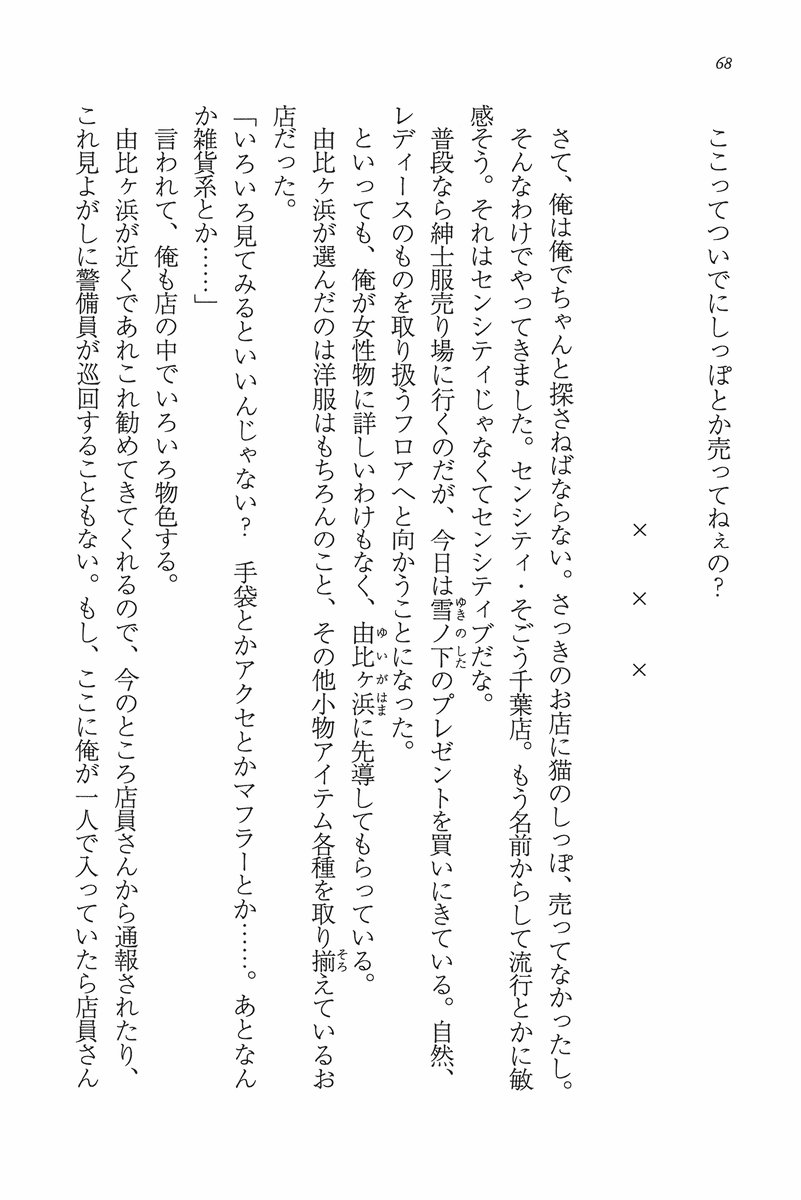 68
ここってついでにしっぽとか売ってねぇの？
×　×　×
さて、俺は俺でちゃんと探さねばならない。さっきのお店に猫のしっぽ、売ってなかったし。
そんなわけでやってきました。センシティ・そごう千葉店。もう名前からして流行とかに敏
感そう。それはセンシティじゃなくてセンシティブだな。
普段なら紳士服売り場に行くのだが、今日は雪ノ下のプレゼントを買いにきている。自然、
レディースのものを取り扱うフロアへと向かうことになった。
といっても、俺が女性物に詳しいわけもなく、由比ヶ浜に先導してもらっている。
由比ヶ浜が選んだのは洋服はもちろんのこと、その他小物アイテム各種を取り揃えているお
店だった。
「いろいろ見てみるといいんじゃない？　手袋とかアクセとかマフラーとか……。あとなん
か雑貨系とか……」
言われて、俺も店の中でいろいろ物色する。
由比ヶ浜が近くであれこれ勧めてきてくれるので、今のところ店員さんから通報されたり、
これ見よがしに警備員が巡回することもない。もし、ここに俺が一人で入っていたら店員さん